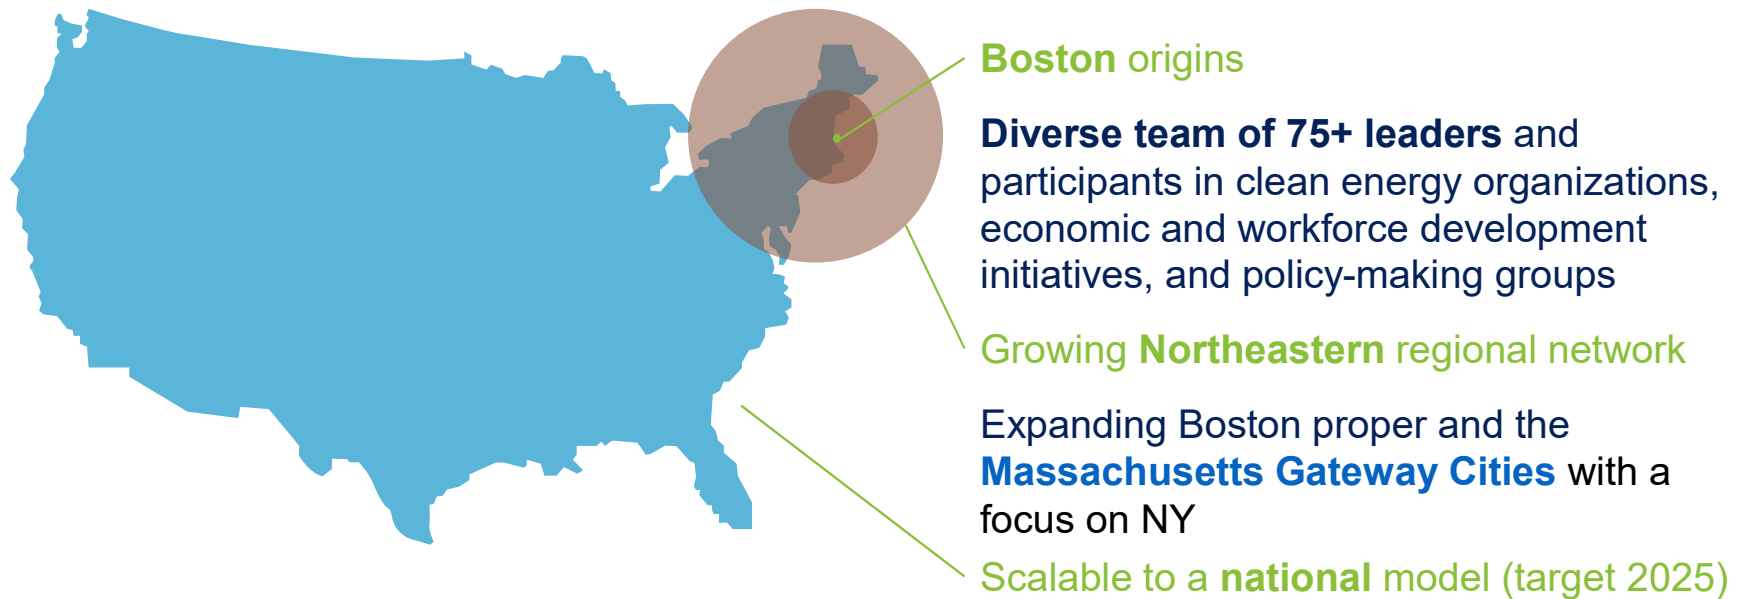 Boston origins
Diverse team of 75+ leaders and
participants in clean energy organizations,
economic and workforce development
initiatives, and policy-making groups
Growing Northeastern regional network
Expanding Boston proper and the
Massachusetts Gateway Cities with a
focus on NY
Scalable to a national model (target 2025)